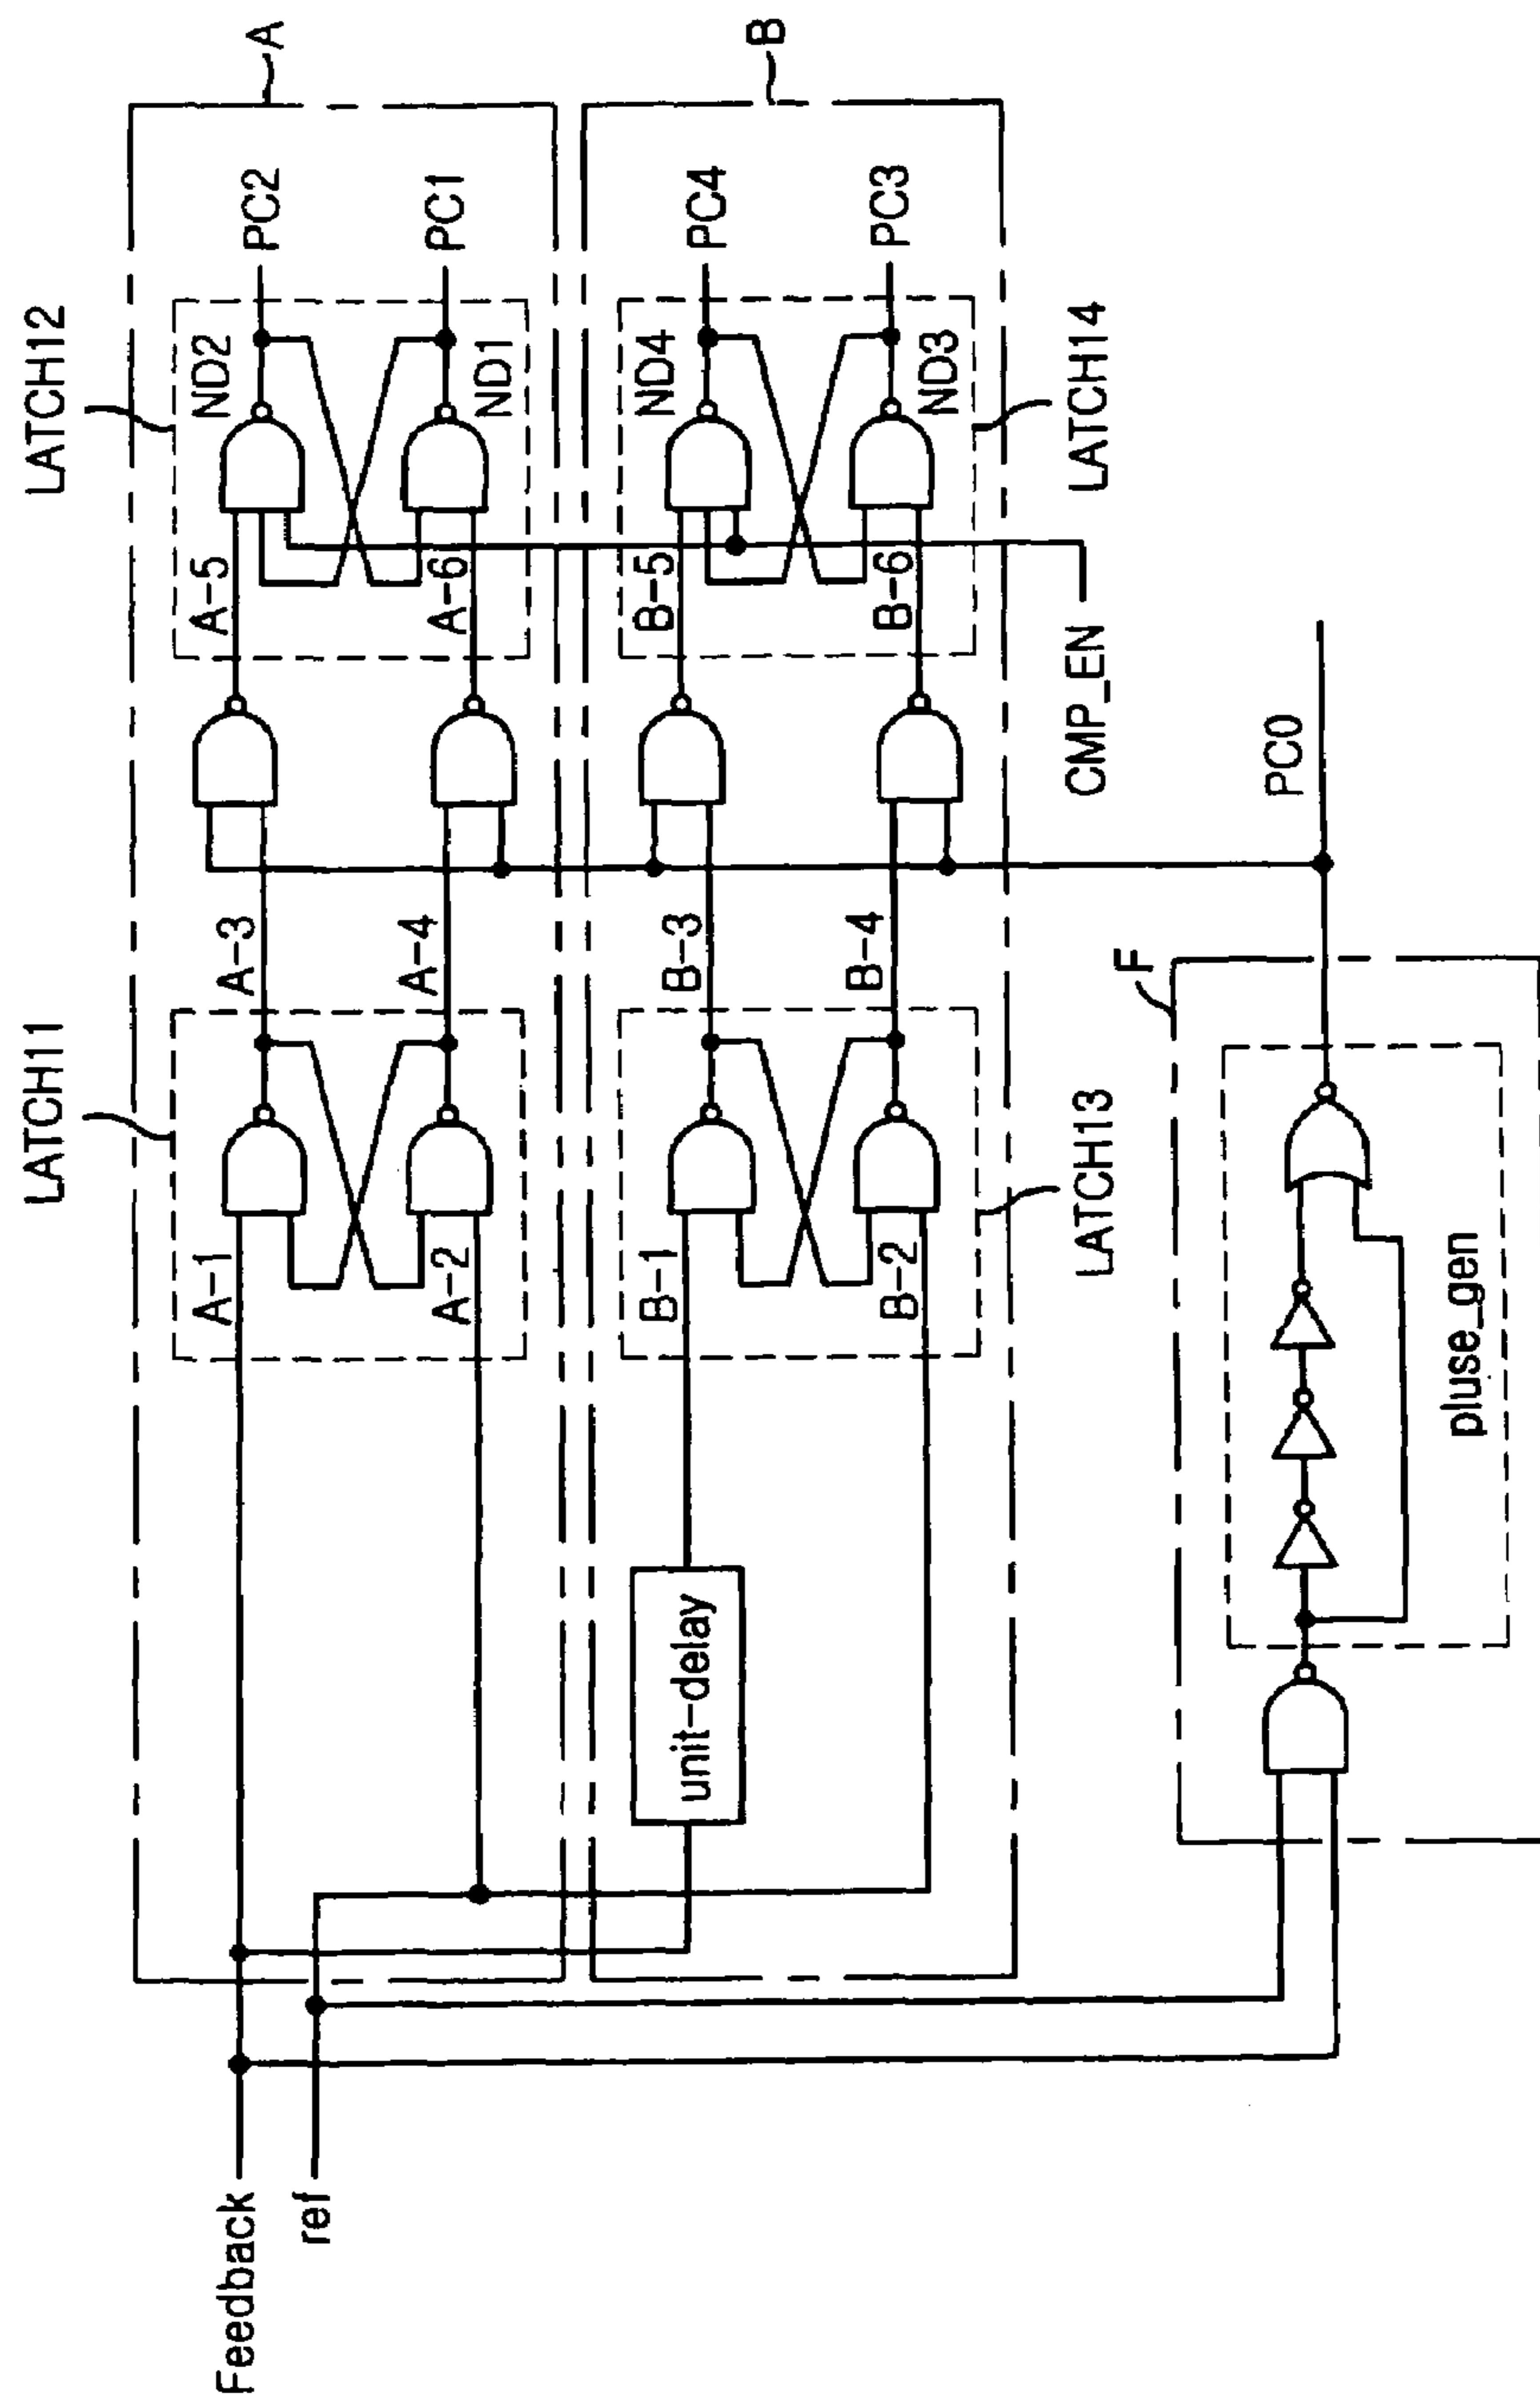 LATCH11
LATCH12
A
A-1
A-2
A-3
A-4
A-5
A-6
ND2
ND1
PC2
PC1
B
unit-delay
B-1
B-2
B-3
B-4
B-5
B-6
ND4
ND3
PC4
PC3
LATCH13
LATCH14
CMP_EN
Feedback
ref
F
pluse_gen
PC0